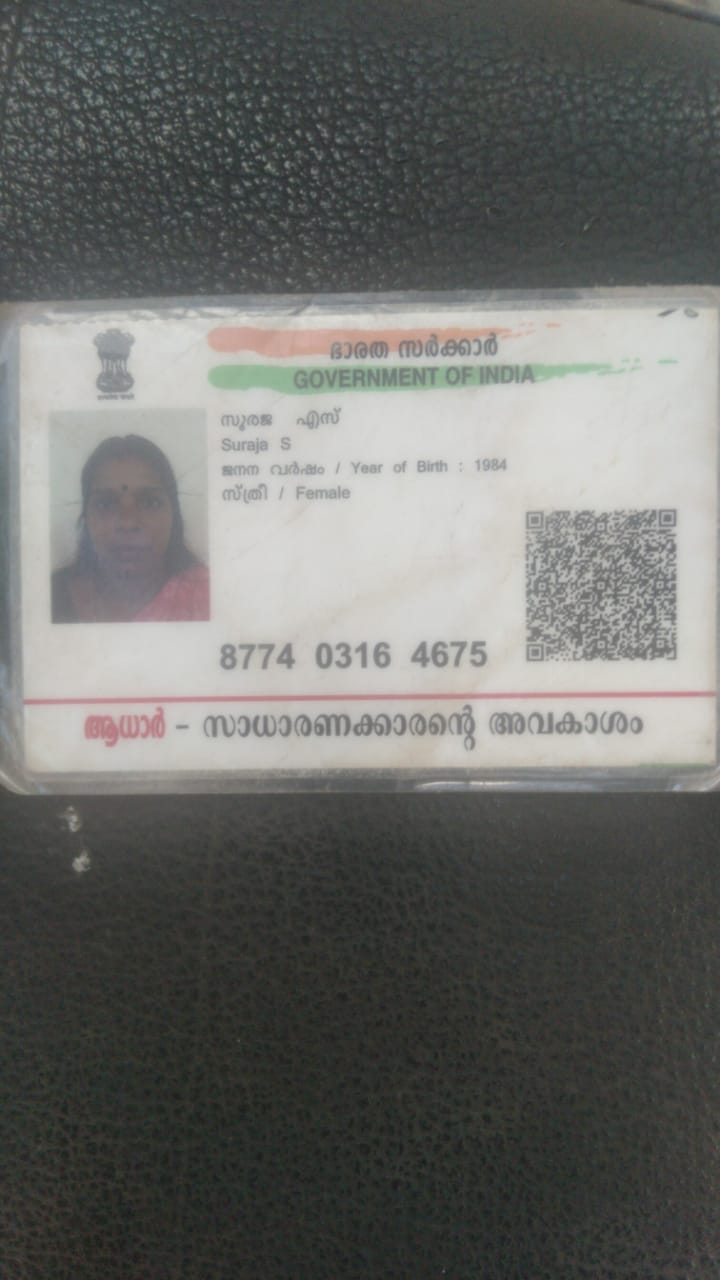 ഭാരത സർക്കാർ
GOVERNMENT OF INDIA
സൂരജ എസ്
Suraja S
ജനന വർഷം / Year of Birth : 1984
സ്ത്രീ / Female
8774 0316 4675
ആധാർ - സാധാരണക്കാരന്റെ അവകാശം